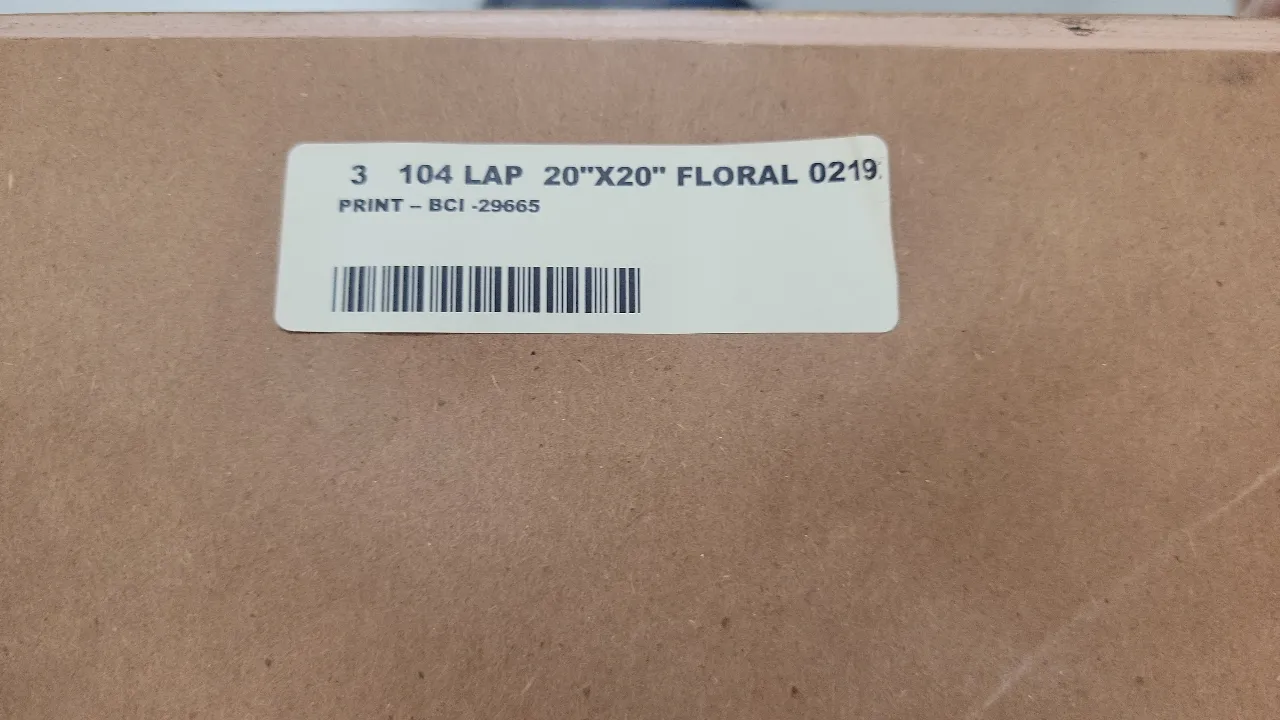 3 104 LAP 20"X20" FLORAL 0219
PRINT – BCI -29665